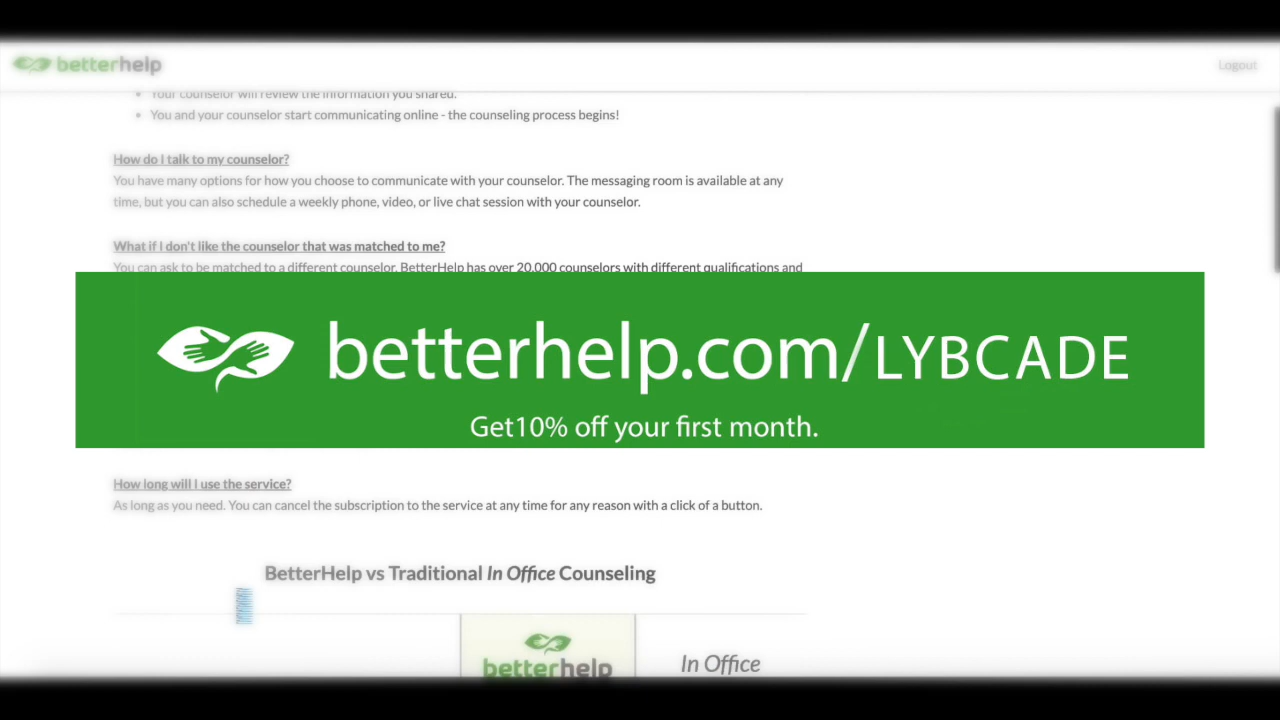 betterhelp
Logout
Your counselor will review the information you shared.
You and your counselor start communicating online - the counseling process begins!
How do I talk to my counselor?
You have many options for how you choose to communicate with your counselor. The messaging room is available at any
time, but you can also schedule a weekly phone, video, or live chat session with your counselor.
What if I don't like the counselor that was matched to me?
You can ask to be matched to a different counselor. BetterHelp has over 20,000 counselors with different qualifications and
betterhelp.com/LYBCADE
Get10% off your first month.
How long will I use the service?
As long as you need. You can cancel the subscription to the service at any time for any reason with a click of a button.
BetterHelp vs Traditional In Office Counseling
betterhelp
In Office